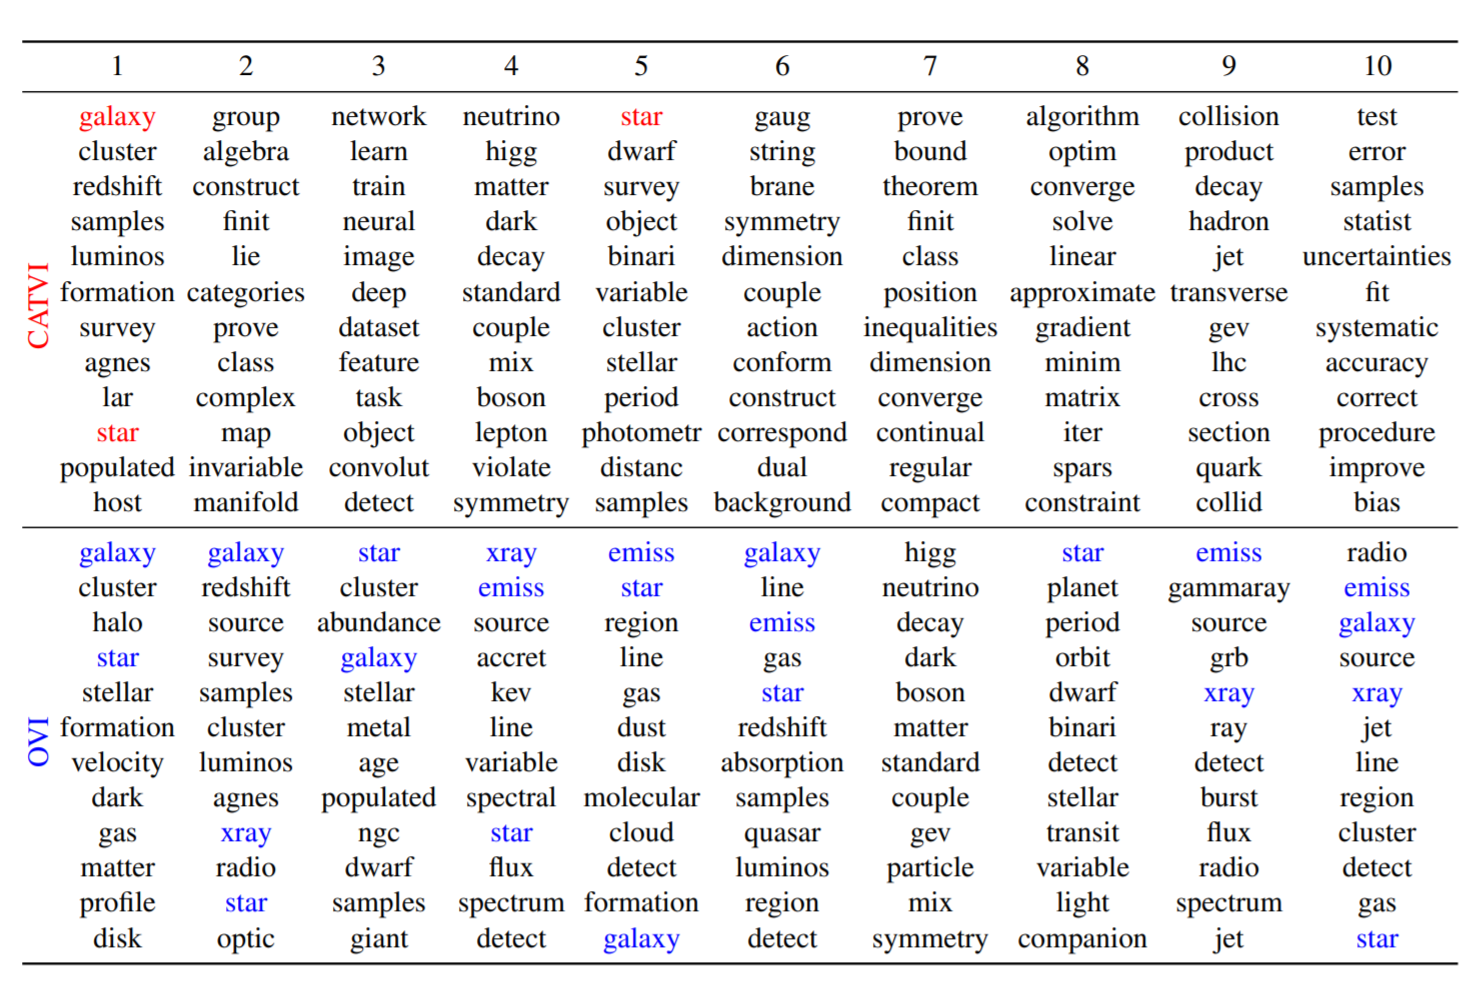 1 2 3 4 5 6 7 8 9 10
galaxy group network neutrino star gaug prove algorithm collision test
cluster algebra learn higg dwarf string bound optim product error
redshift construct train matter survey brane theorem converge decay samples
samples finit neural dark object symmetry finit solve hadron statist
luminos lie image decay binari dimension class linear jet uncertainties
formation categories deep standard variable couple position approximate transverse fit
CATVI
survey prove dataset couple cluster action inequalities gradient gev systematic
agnes class feature mix stellar conform dimension minim lhc accuracy
lar complex task boson period construct converge matrix cross correct
star map object lepton photometr correspond continual iter section procedure
populated invariable convolut violate distanc dual regular spars quark improve
host manifold detect symmetry samples background compact constraint collid bias
galaxy galaxy star xray emiss galaxy higg star emiss radio
cluster redshift cluster emiss star line neutrino planet gammaray emiss
halo source abundance source region emiss decay period source galaxy
star survey galaxy accret line gas dark orbit grb source
stellar samples stellar kev gas star boson dwarf xray xray
formation cluster metal line dust redshift matter binari ray jet
OVI
velocity luminos age variable disk absorption standard detect detect line
dark agnes populated spectral molecular samples couple stellar burst region
gas xray ngc star cloud quasar gev transit flux cluster
matter radio dwarf flux detect luminos particle variable radio detect
profile star samples spectrum formation region mix light spectrum gas
disk optic giant detect galaxy detect symmetry companion jet star